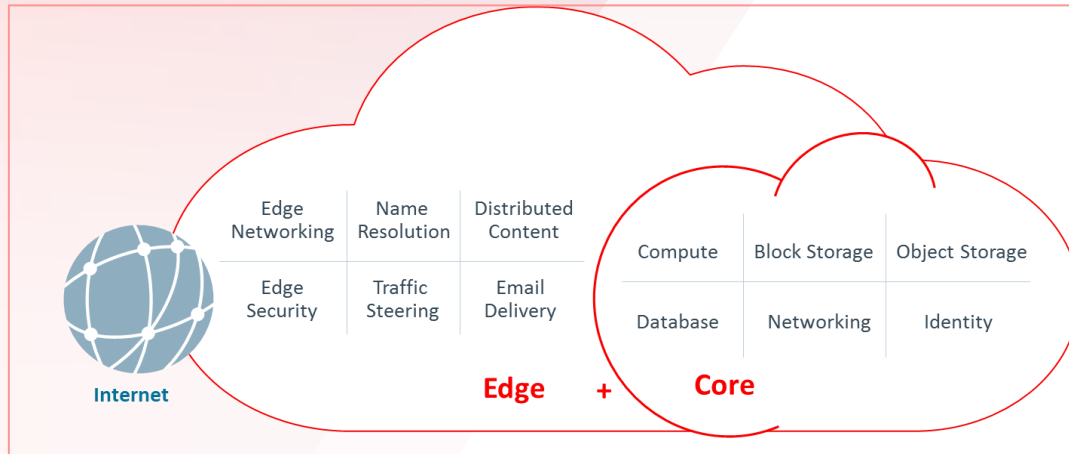 Edge
Networking
Name
Resolution
Distributed
Content
Edge
Security
Traffic
Steering
Email
Delivery
Compute
Block Storage
Object Storage
Database
Networking
Identity
Internet
Edge + Core